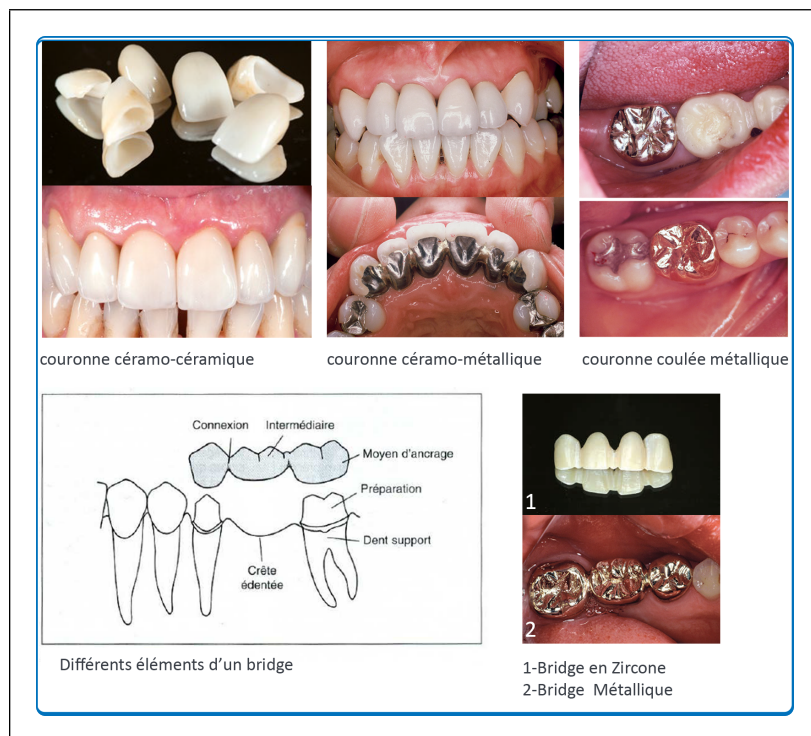 couronne céramo-céramique
couronne céramo-métallique
couronne coulée métallique
Connexion
Intermédiaire
Moyen d'ancrage
Préparation
Dent support
Crête
édentée
Différents éléments d'un bridge
1
2
1-Bridge en Zircone
2-Bridge Métallique